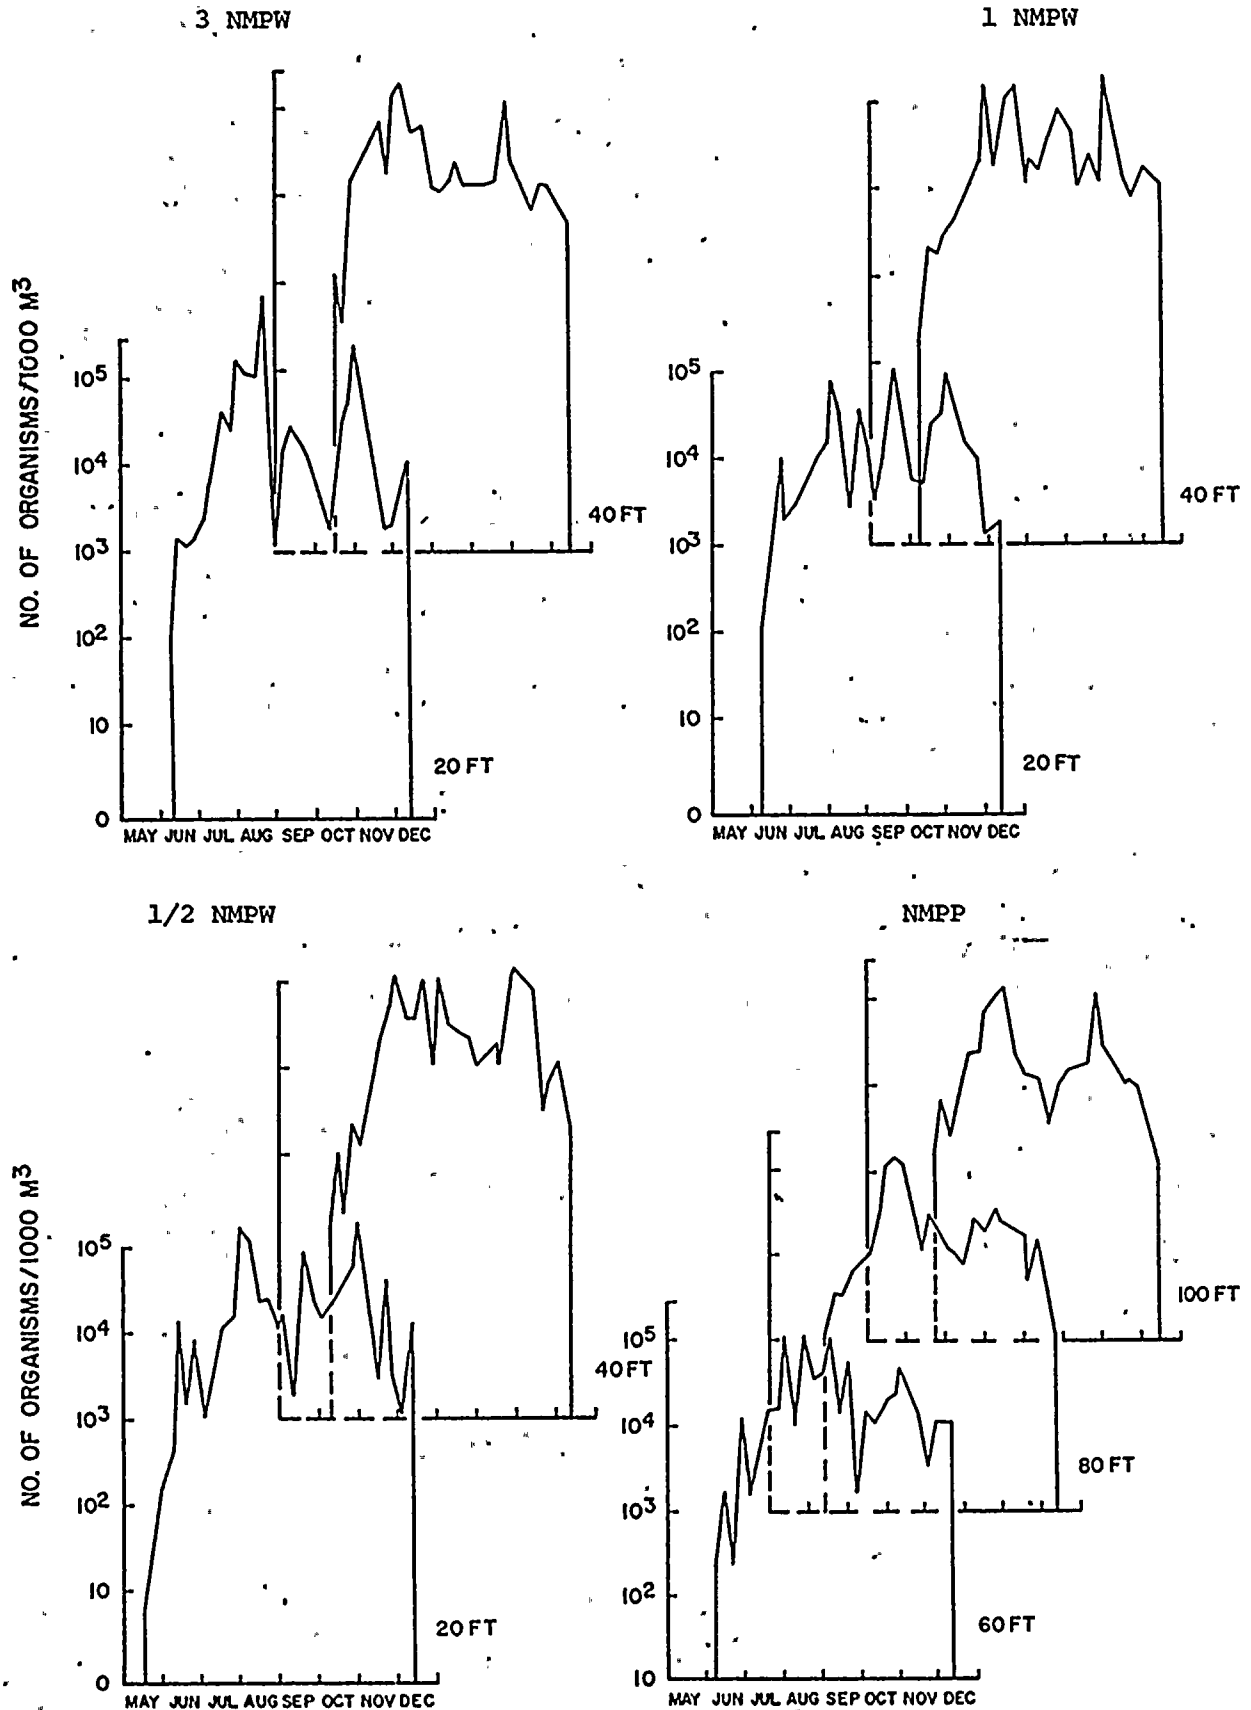 3 NMPW
1 NMPW
NO. OF ORGANISMS/1000 M³
10⁵
10⁴
10³
10²
10
0
MAY JUN JUL AUG SEP OCT NOV DEC
20 FT
40 FT
10⁵
10⁴
10³
10²
10
0
MAY JUN JUL AUG SEP OCT NOV DEC
20 FT
40 FT
1/2 NMPW
NMPP
NO. OF ORGANISMS/1000 M³
10⁵
10⁴
10³
10²
10
0
MAY JUN JUL AUG SEP OCT NOV DEC
20 FT
40 FT
10⁵
10⁴
10³
10²
10
MAY JUN JUL AUG SEP OCT NOV DEC
60 FT
80 FT
100 FT